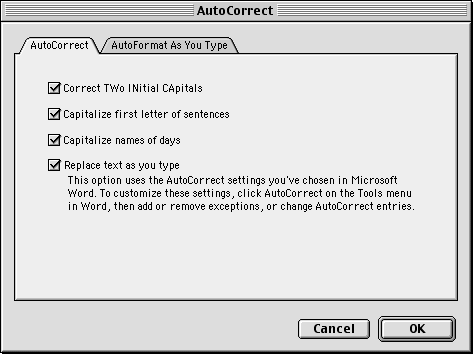 AutoCorrect
AutoCorrect AutoFormat As You Type
Correct TWo INitial CApitals
Capitalize first letter of sentences
Capitalize names of days
Replace text as you type
This option uses the AutoCorrect settings you've chosen in Microsoft
Word. To customize these settings, click AutoCorrect on the Tools menu
in Word, then add or remove exceptions, or change AutoCorrect entries.
Cancel OK